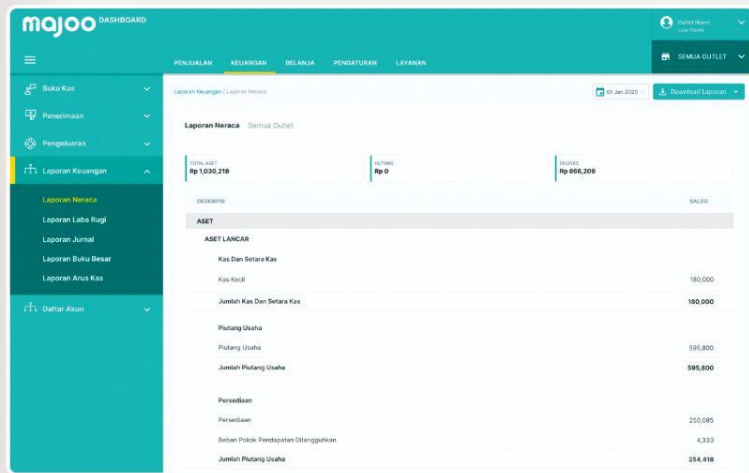 majoo DASHBOARD
Outlet Name
User Name
PENJUALAN KEUANGAN BELANJA PENGATURAN LAYANAN
SEMUA OUTLET
Buku Kas
Penerimaan
Pengeluaran
Laporan Keuangan
Laporan Neraca
Laporan Laba Rugi
Laporan Jurnal
Laporan Buku Besar
Laporan Arus Kas
Daftar Akun
Laporan Keuangan / Laporan Neraca
01 Jan 2020
Download Laporan
Laporan Neraca Semua Outlet
TOTAL ASET
Rp 1,030,218
HUTANG
Rp 0
EKUITAS
Rp 866,209
DESKRIPSI SALDO
ASET
ASET LANCAR
Kas Dan Setara Kas
Kas Kecil 180,000
Jumlah Kas Dan Setara Kas 180,000
Piutang Usaha
Piutang Usaha 595,800
Jumlah Piutang Usaha 595,800
Persediaan
Persediaan 250,085
Beban Pokok Pendapatan Ditangguhkan 4,333
Jumlah Piutang Usaha 254,418